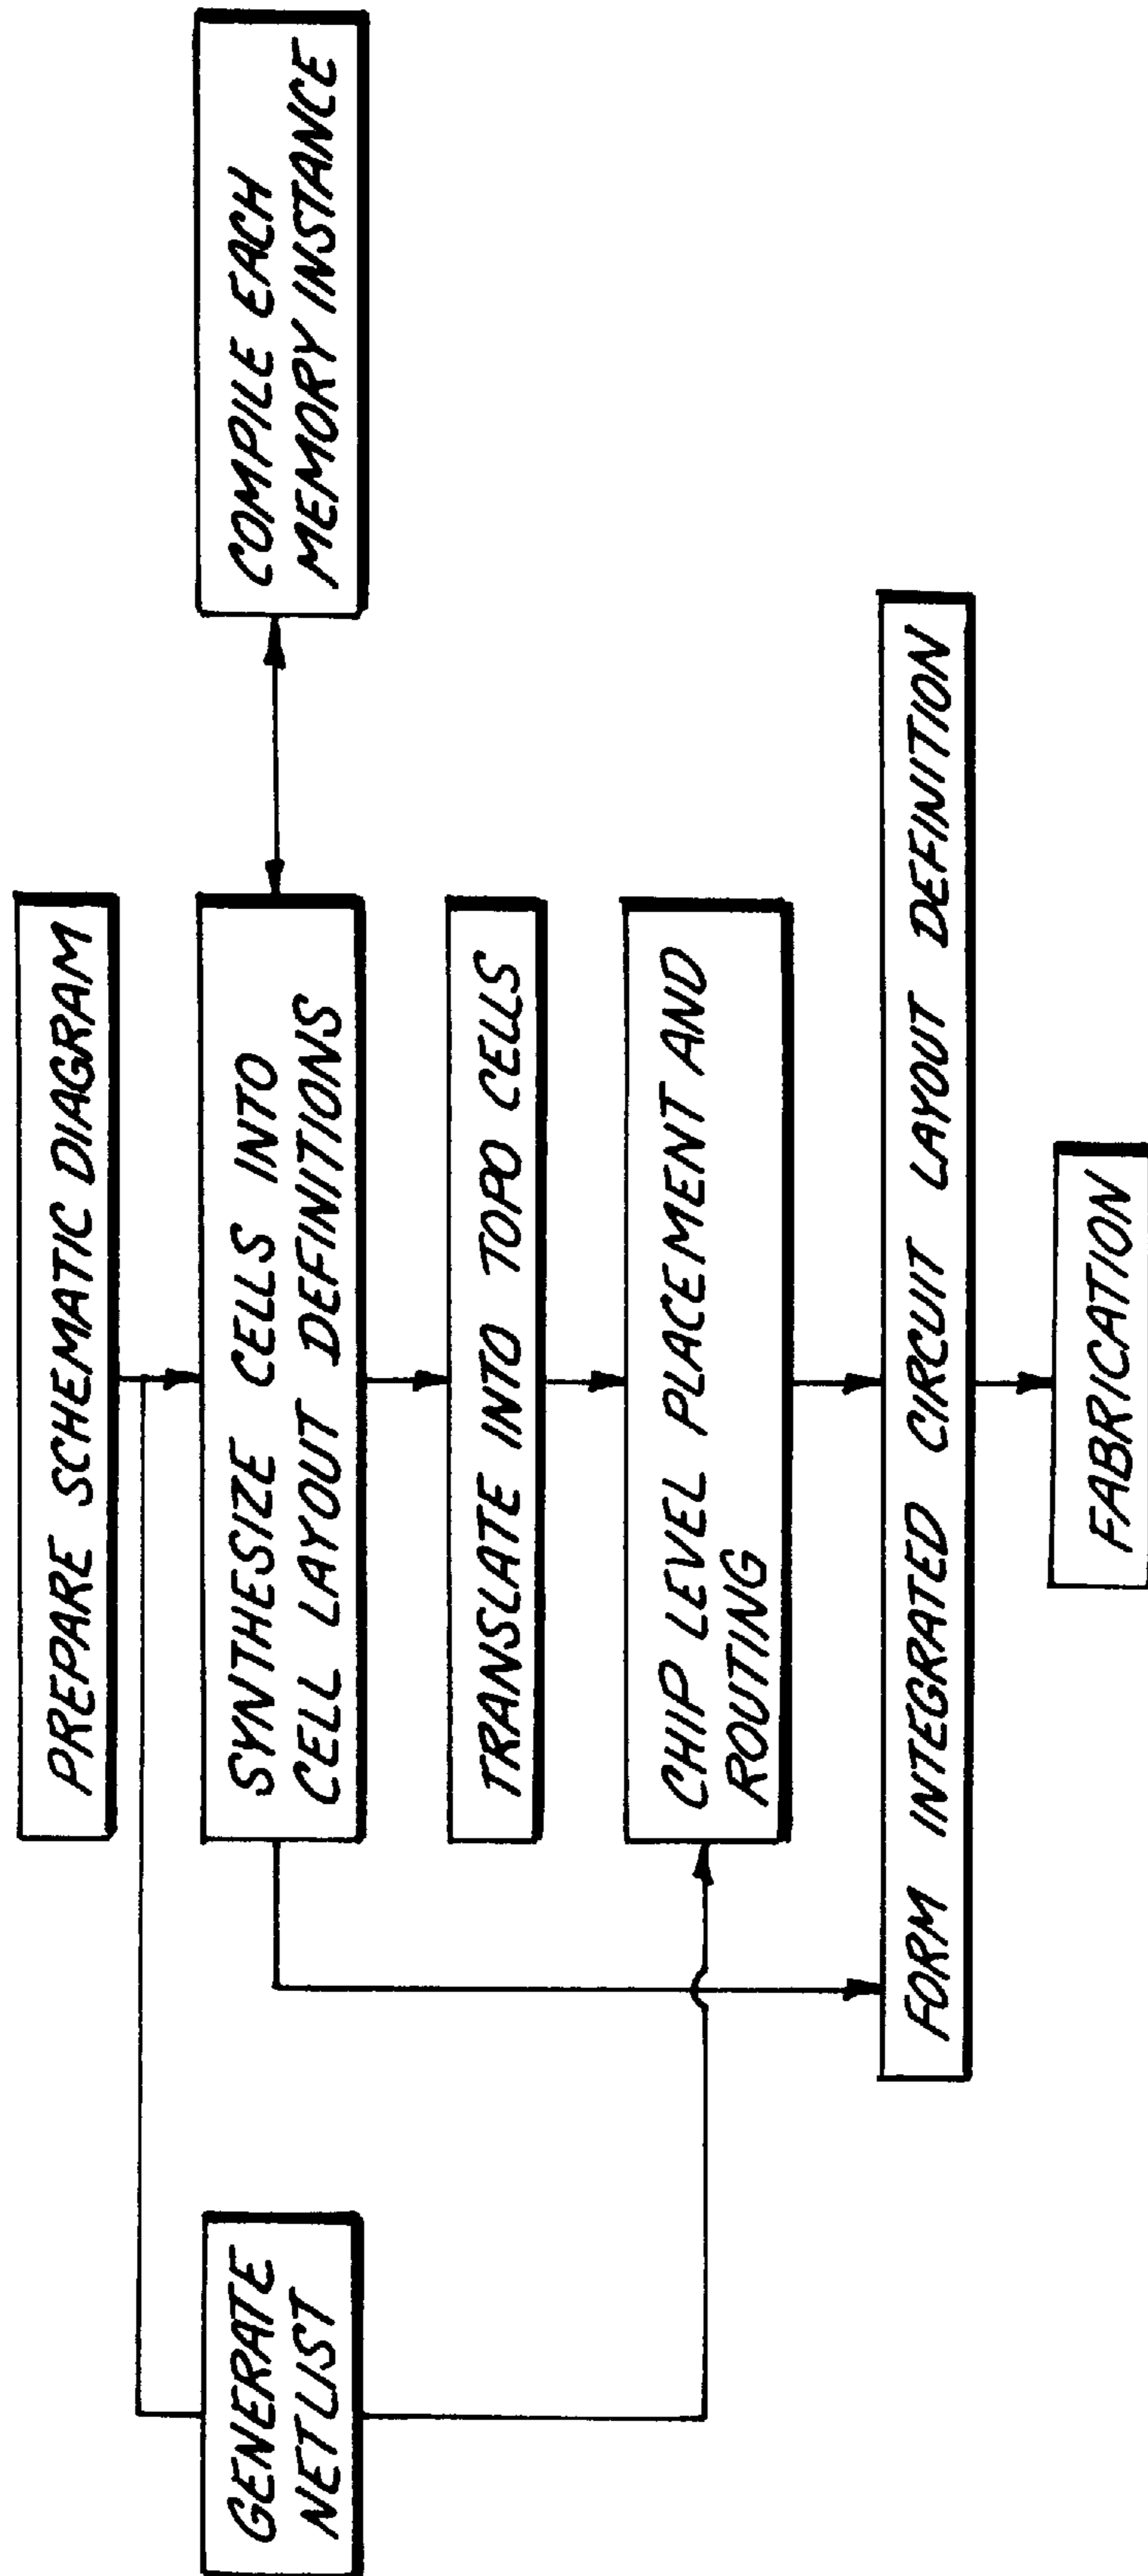 PREPARE SCHEMATIC DIAGRAM
GENERATE
NETLIST
SYNTHESIZE CELLS INTO
CELL LAYOUT DEFINITIONS
COMPILE EACH
MEMORY INSTANCE
TRANSLATE INTO TOPO CELLS
CHIP LEVEL PLACEMENT AND
ROUTING
FORM INTEGRATED CIRCUIT LAYOUT DEFINITION
FABRICATION